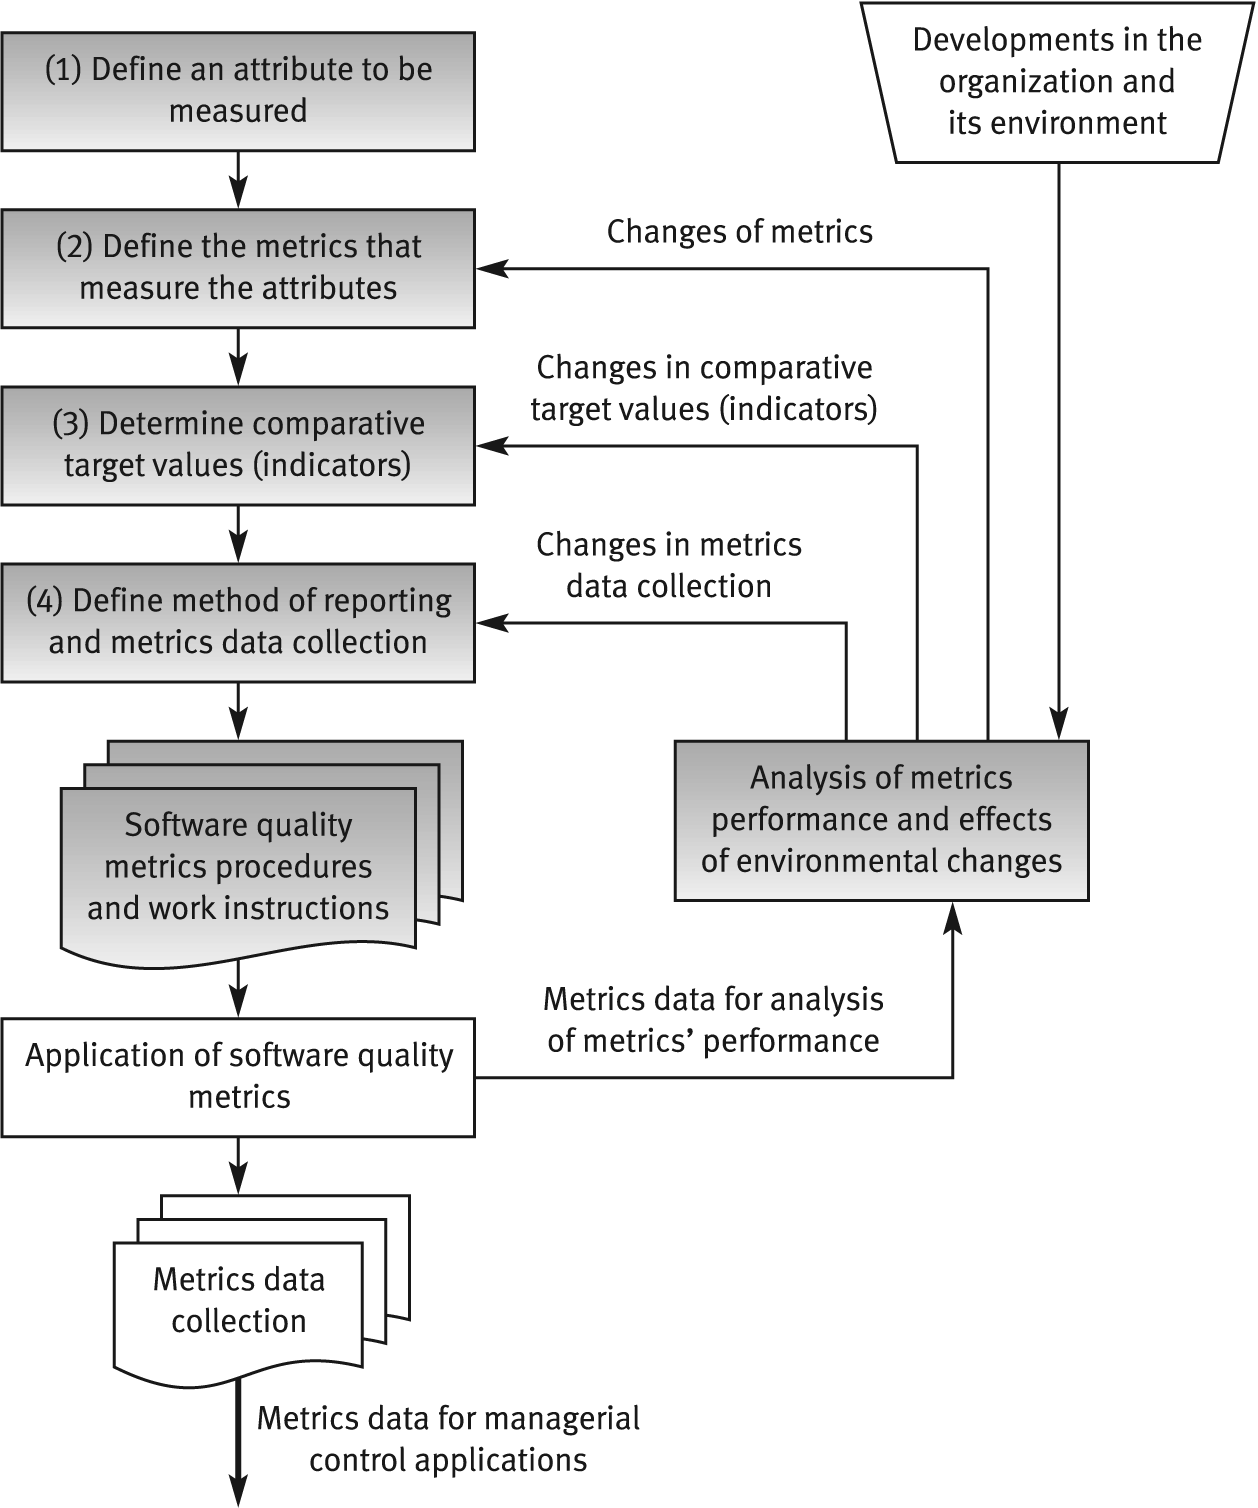 (1) Define an attribute to be
measured
Developments in the
organization and
its environment
(2) Define the metrics that
measure the attributes
Changes of metrics
Changes in comparative
target values (indicators)
(3) Determine comparative
target values (indicators)
Changes in metrics
data collection
(4) Define method of reporting
and metrics data collection
Software quality
metrics procedures
and work instructions
Analysis of metrics
performance and effects
of environmental changes
Metrics data for analysis
of metrics’ performance
Application of software quality
metrics
Metrics data
collection
Metrics data for managerial
control applications